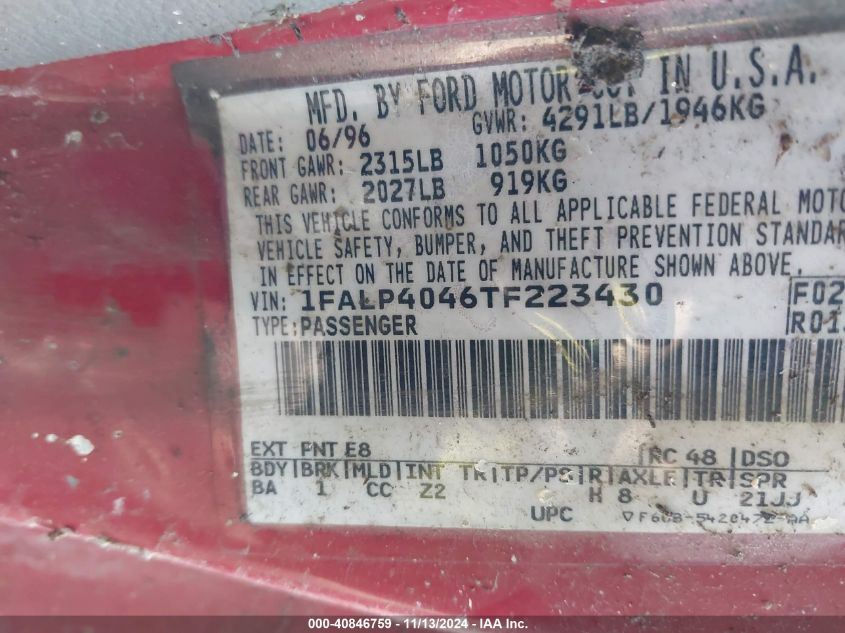 MFD. BY FORD MOTOR IN U.S.A.
DATE: 06/96 GVWR: 4291LB/1946KG
FRONT GAWR: 2315LB 1050KG
REAR GAWR: 2027LB 919KG
THIS VEHICLE CONFORMS TO ALL APPLICABLE FEDERAL MOTO
VEHICLE SAFETY, BUMPER, AND THEFT PREVENTION STANDAR
IN EFFECT ON THE DATE OF MANUFACTURE SHOWN ABOVE.
VIN: 1FALP4046TF223430 F02
TYPE: PASSENGER R01
EXT PNT E8 RC 48 DSO
BDY BRK MLD INT TR TP/PS R AXLE TR SPR
BA 1 CC Z2 H 8 U 21JJ
UPC
000-40846759 - 11/13/2024 - IAA Inc.